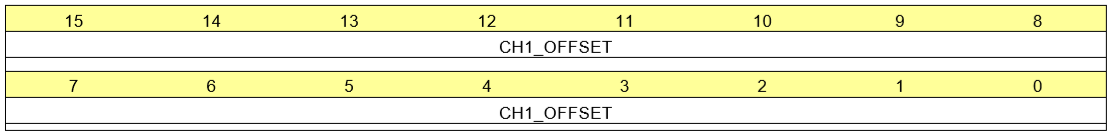 15 14 13 12 11 10 9 8
CH1_OFFSET
7 6 5 4 3 2 1 0
CH1_OFFSET